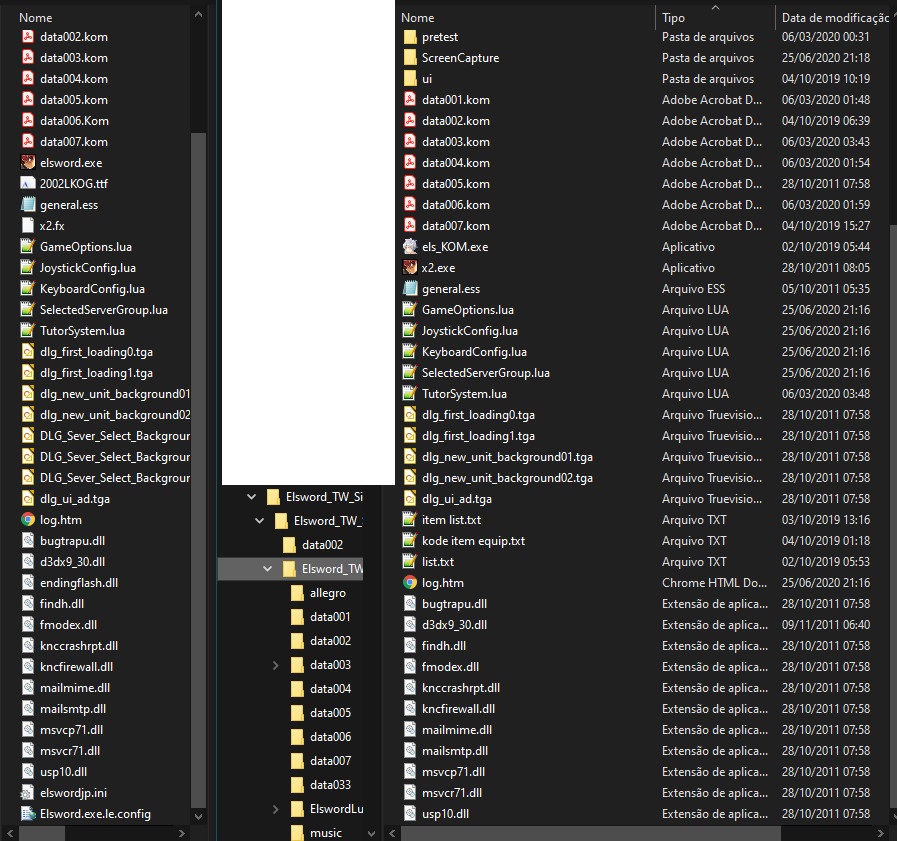 Nome
data002.kom
data003.kom
data004.kom
data005.kom
data006.Kom
data007.kom
elsword.exe
2002LKOG.ttf
general.ess
x2.fx
GameOptions.lua
JoystickConfig.lua
KeyboardConfig.lua
SelectedServerGroup.lua
TutorSystem.lua
dlg_first_loading0.tga
dlg_first_loading1.tga
dlg_new_unit_background01
dlg_new_unit_background02
DLG_Sever_Select_Backgroun
DLG_Sever_Select_Backgroun
DLG_Sever_Select_Backgroun
dlg_ui_ad.tga
log.htm
bugtrapu.dll
d3dx9_30.dll
endingflash.dll
findh.dll
fmodex.dll
knccrashrpt.dll
kncfirewall.dll
mailmime.dll
mailsmtp.dll
msvcp71.dll
msvcr71.dll
usp10.dll
elswordjp.ini
Elsword.exe.le.config
Elsword_TW_Si
Elsword_TW_
data002
Elsword_TW
allegro
data001
data002
data003
data004
data005
data006
data007
data033
ElswordLu
music
Nome Tipo Data de modificação
pretest Pasta de arquivos 06/03/2020 00:31
ScreenCapture Pasta de arquivos 25/06/2020 21:18
ui Pasta de arquivos 04/10/2019 10:19
data001.kom Adobe Acrobat D... 06/03/2020 01:48
data002.kom Adobe Acrobat D... 04/10/2019 06:39
data003.kom Adobe Acrobat D... 06/03/2020 03:43
data004.kom Adobe Acrobat D... 06/03/2020 01:54
data005.kom Adobe Acrobat D... 28/10/2011 07:58
data006.kom Adobe Acrobat D... 06/03/2020 01:59
data007.kom Adobe Acrobat D... 04/10/2019 15:27
els_KOM.exe Aplicativo 02/10/2019 05:44
x2.exe Aplicativo 28/10/2011 08:05
general.ess Arquivo ESS 05/10/2011 05:35
GameOptions.lua Arquivo LUA 25/06/2020 21:16
JoystickConfig.lua Arquivo LUA 25/06/2020 21:16
KeyboardConfig.lua Arquivo LUA 25/06/2020 21:16
SelectedServerGroup.lua Arquivo LUA 25/06/2020 21:16
TutorSystem.lua Arquivo LUA 06/03/2020 03:48
dlg_first_loading0.tga Arquivo Truevisio... 28/10/2011 07:58
dlg_first_loading1.tga Arquivo Truevisio... 28/10/2011 07:58
dlg_new_unit_background01.tga Arquivo Truevisio... 28/10/2011 07:58
dlg_new_unit_background02.tga Arquivo Truevisio... 28/10/2011 07:58
dlg_ui_ad.tga Arquivo Truevisio... 28/10/2011 07:58
item list.txt Arquivo TXT 03/10/2019 13:16
kode item equip.txt Arquivo TXT 04/10/2019 01:18
list.txt Arquivo TXT 02/10/2019 05:53
log.htm Chrome HTML Do... 25/06/2020 21:16
bugtrapu.dll Extensão de aplica... 28/10/2011 07:58
d3dx9_30.dll Extensão de aplica... 09/11/2011 06:40
findh.dll Extensão de aplica... 28/10/2011 07:58
fmodex.dll Extensão de aplica... 28/10/2011 07:58
knccrashrpt.dll Extensão de aplica... 28/10/2011 07:58
kncfirewall.dll Extensão de aplica... 28/10/2011 07:58
mailmime.dll Extensão de aplica... 28/10/2011 07:58
mailsmtp.dll Extensão de aplica... 28/10/2011 07:58
msvcp71.dll Extensão de aplica... 28/10/2011 07:58
msvcr71.dll Extensão de aplica... 28/10/2011 07:58
usp10.dll Extensão de aplica... 28/10/2011 07:58